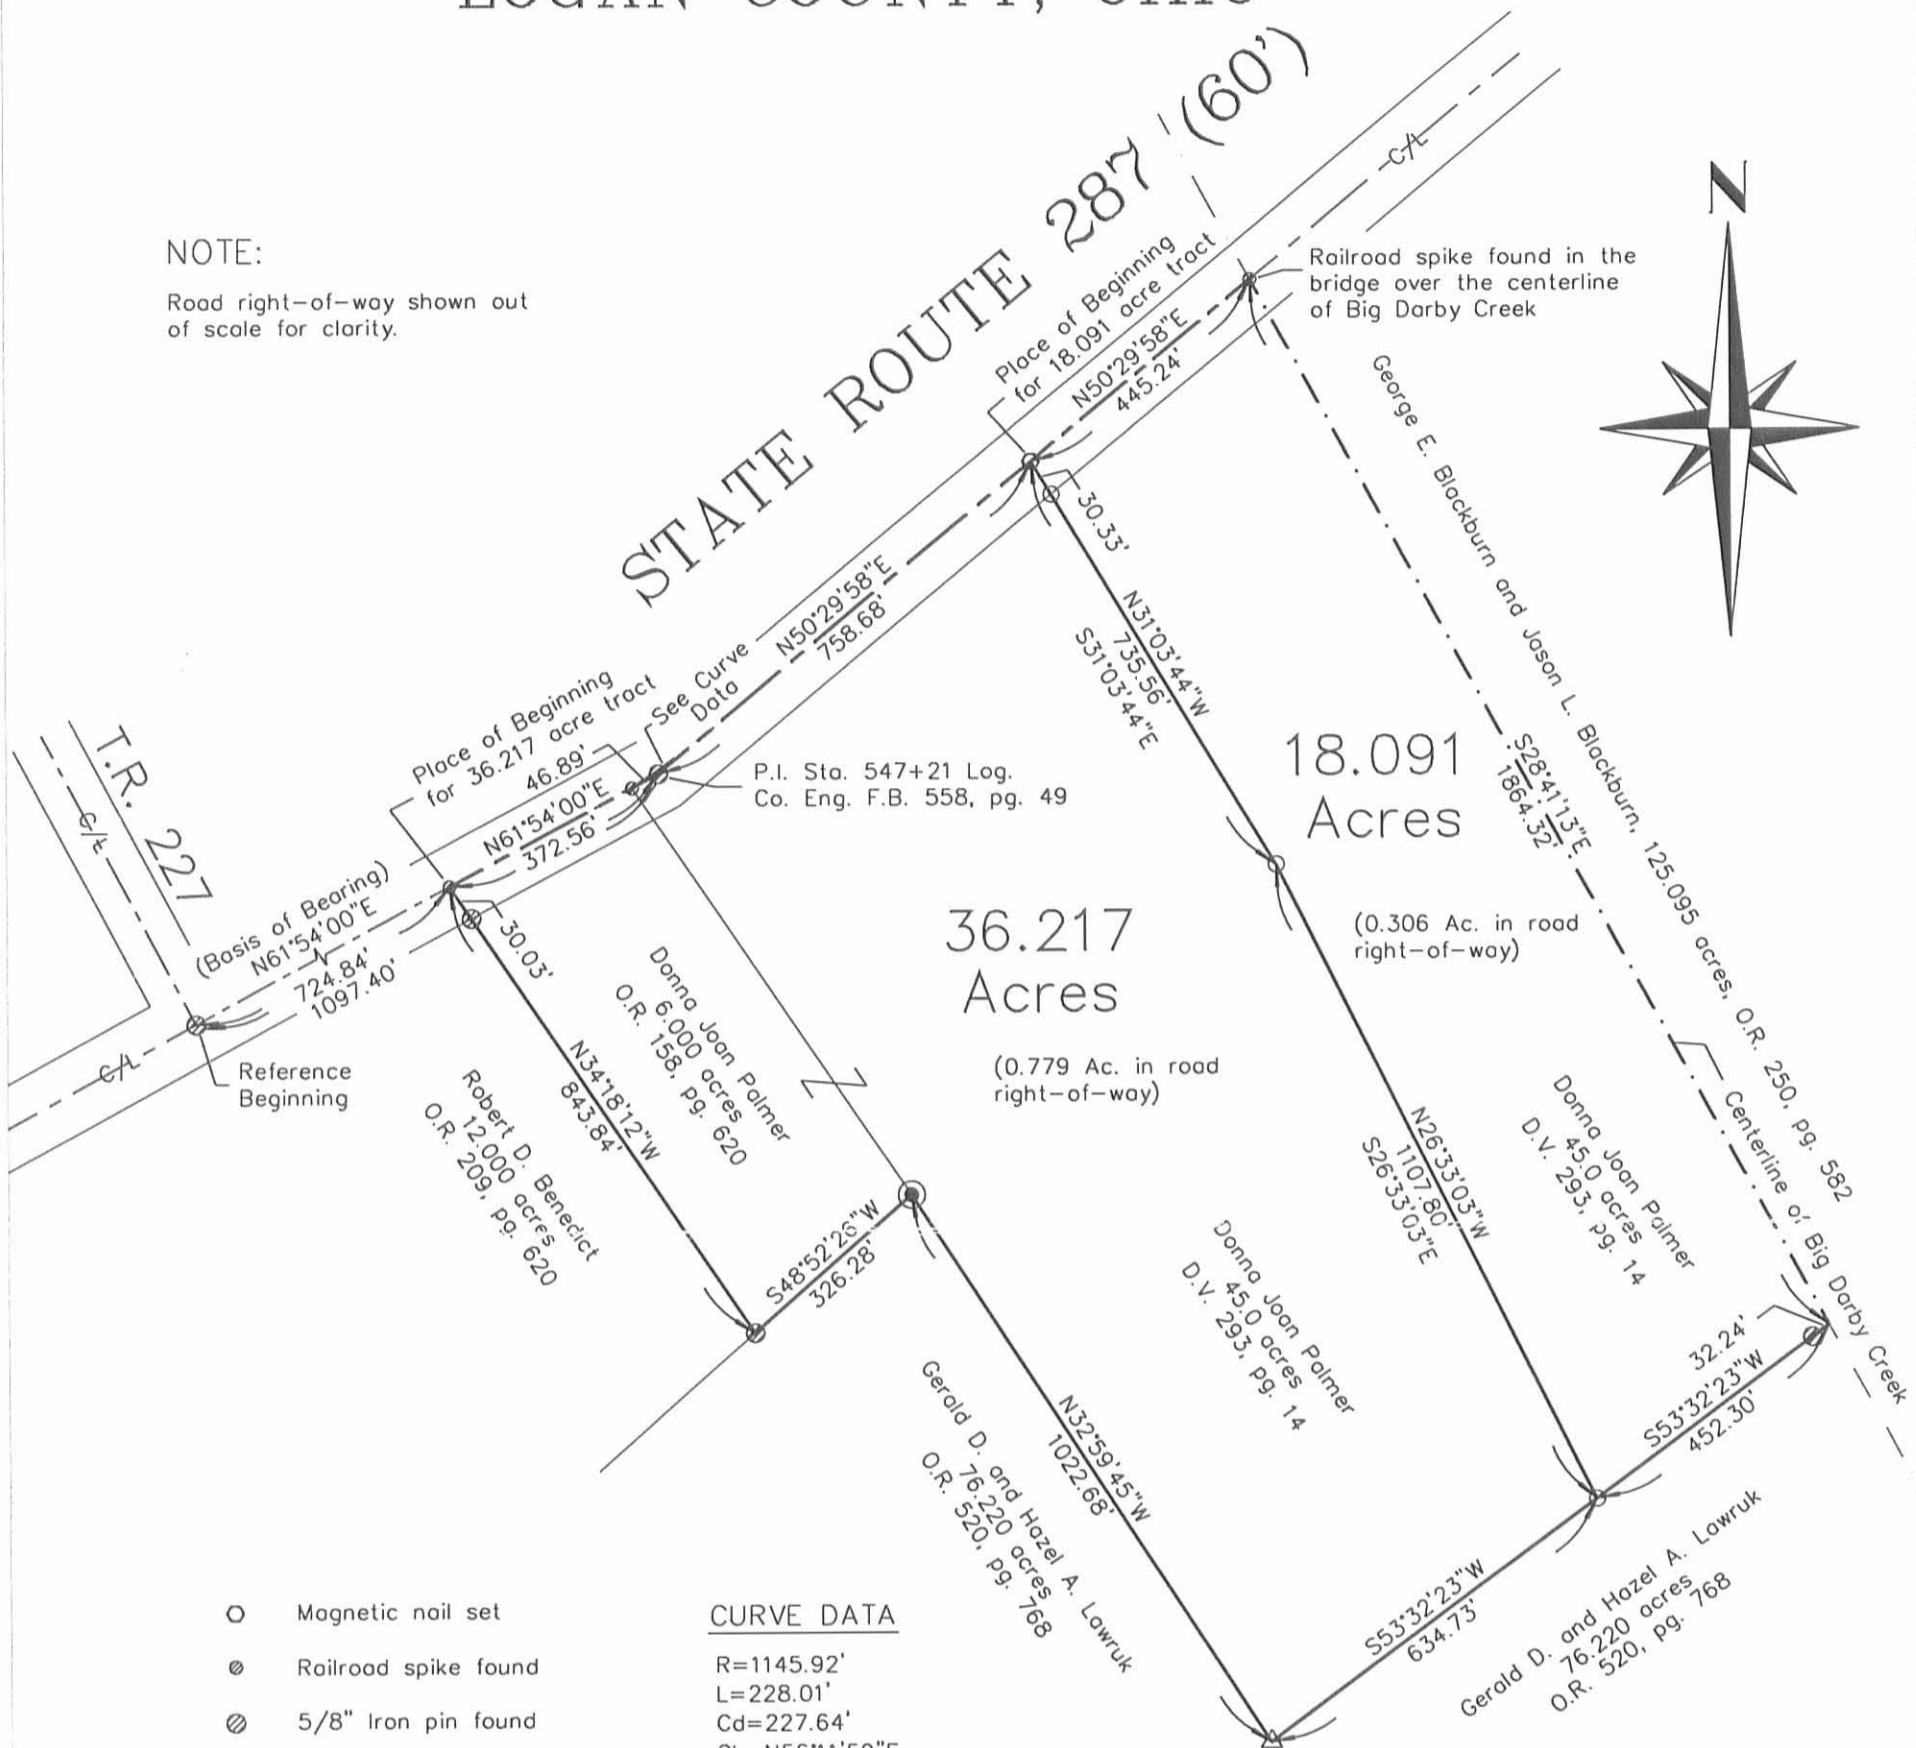 LOGAN COUNTY, Ohio
STATE ROUTE 287 (60')
N
NOTE:
Road right-of-way shown out
of scale for clarity.
Railroad spike found in the
bridge over the centerline
of Big Darby Creek
C/L
Place of Beginning
for 18.091 acre tract
N50°29'58"E
445.24'
30.33'
George E. Blackburn and Jason L. Blackburn, 125.095 acres, O.R. 250, pg. 582
N50°29'58"E
758.68'
N31°03'44"W
735.56'
S31°03'44"E
See Curve
Data
Place of Beginning
for 36.217 acre tract
46.89'
N61°54'00"E
372.56'
P.I. Sta. 547+21 Log.
Co. Eng. F.B. 558, pg. 49
18.091
Acres
(0.306 Ac. in road
right-of-way)
S28°41'13"E
1864.32'
T.R. 227
C/L
(Basis of Bearing)
N61°54'00"E
724.84'
1097.40'
30.03'
C/L
Reference
Beginning
36.217
Acres
(0.779 Ac. in road
right-of-way)
Donna Joan Palmer
6.000 acres
O.R. 158, pg. 620
N34°18'12"W
843.84'
Robert D. Benedict
12.000 acres
O.R. 209, pg. 620
S48°52'26"W
326.28'
N26°33'03"W
1107.80'
S26°33'03"E
Donna Joan Palmer
45.0 acres
D.V. 293, pg. 14
Centerline of Big Darby Creek
Donna Joan Palmer
45.0 acres
D.V. 293, pg. 14
32.24'
S53°32'23"W
452.30'
N32°59'45"W
1022.68'
Gerald D. and Hazel A. Lawruk
76.220 acres
O.R. 520, pg. 768
S53°32'23"W
634.73'
Gerald D. and Hazel A. Lawruk
76.220 acres
O.R. 520, pg. 768
Magnetic nail set
Railroad spike found
5/8" Iron pin found
CURVE DATA
R=1145.92'
L=228.01'
Cd=227.64'